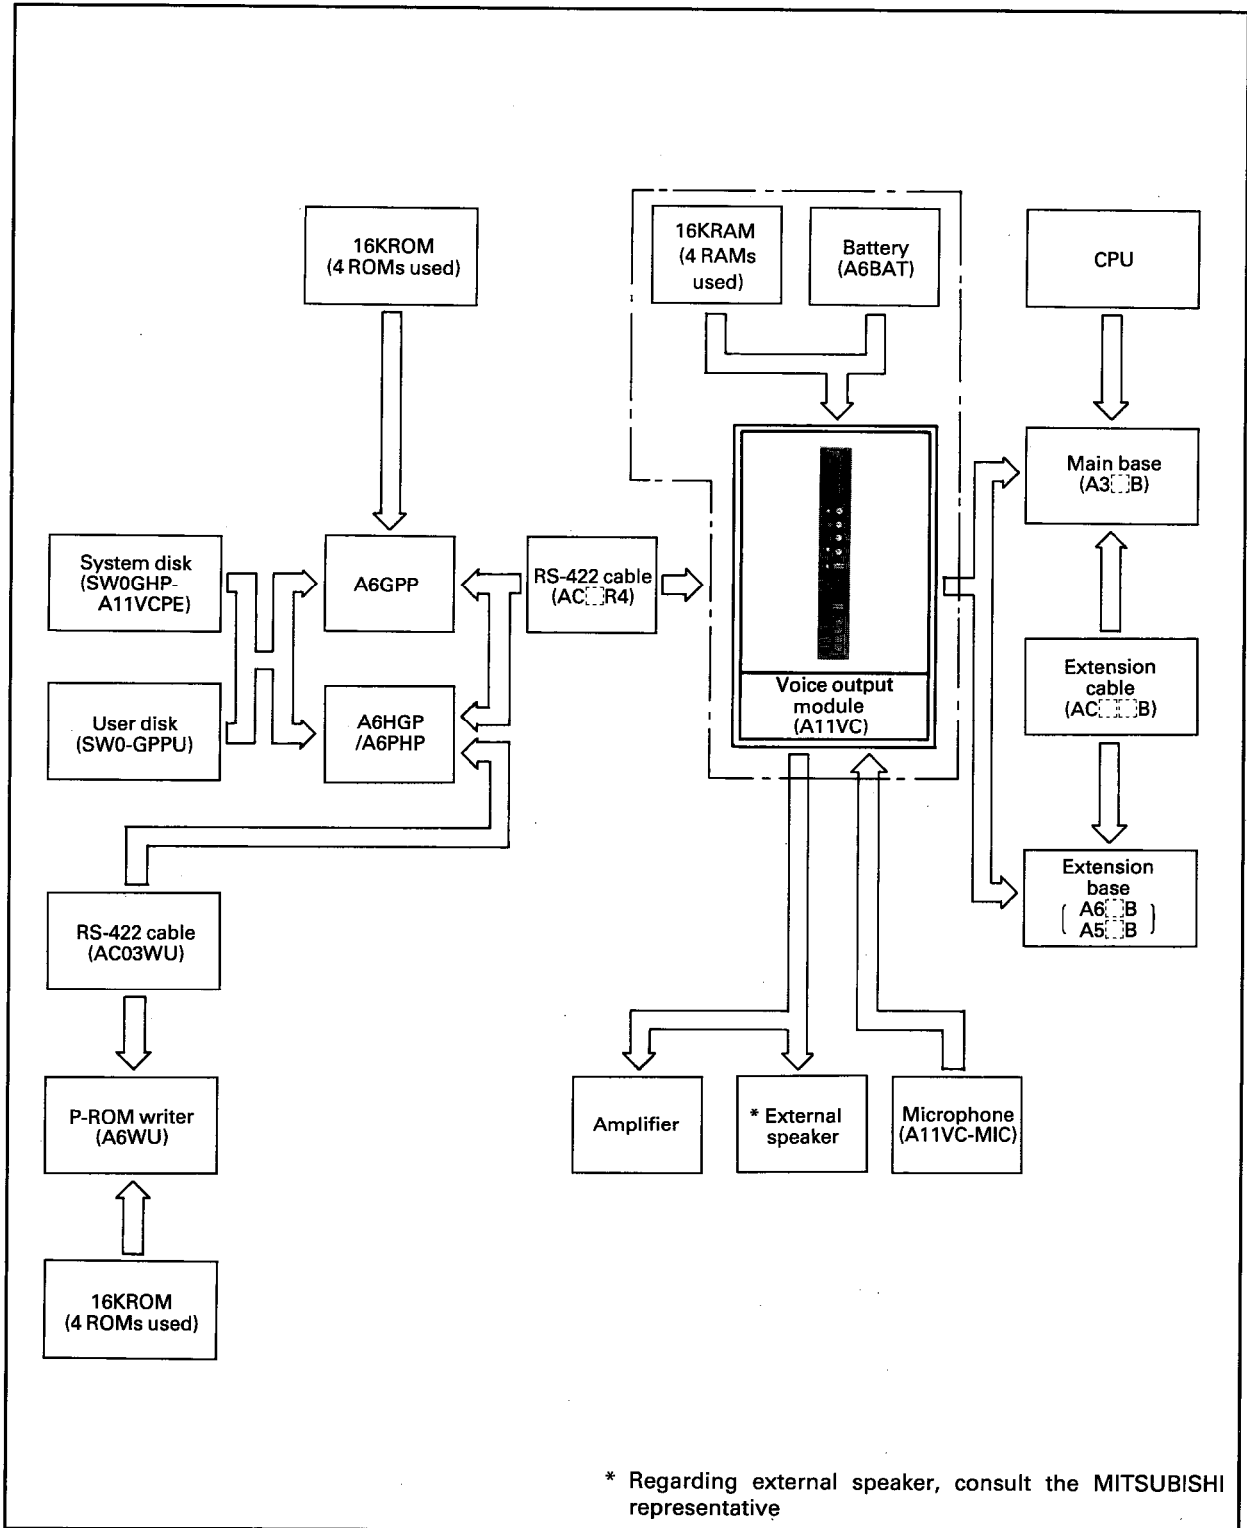 16KROM
(4 ROMs used)
16KRAM
(4 RAMs
used)
Battery
(A6BAT)
CPU
Main base
(A3⬚B)
System disk
(SW0GHP-
A11VCPE)
A6GPP
RS-422 cable
(AC⬚R4)
Extension
cable
(AC⬚⬚B)
User disk
(SW0-GPPU)
A6HGP
/A6PHP
Voice output
module
(A11VC)
Extension
base
A6⬚B
A5⬚B
RS-422 cable
(AC03WU)
P-ROM writer
(A6WU)
Amplifier
* External
speaker
Microphone
(A11VC-MIC)
16KROM
(4 ROMs used)
* Regarding external speaker, consult the MITSUBISHI
representative